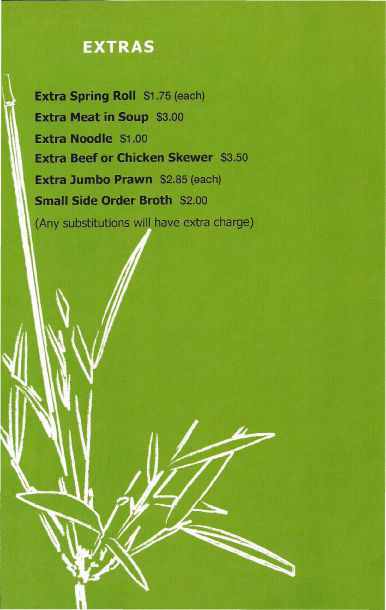 EXTRAS
Extra Spring Roll $1.75 (each)
Extra Meat in Soup $3.00
Extra Noodle $1.00
Extra Beef or Chicken Skewer $3.50
Extra Jumbo Prawn $2.85 (each)
Small Side Order Broth $2.00
(Any substitutions will have extra charge)